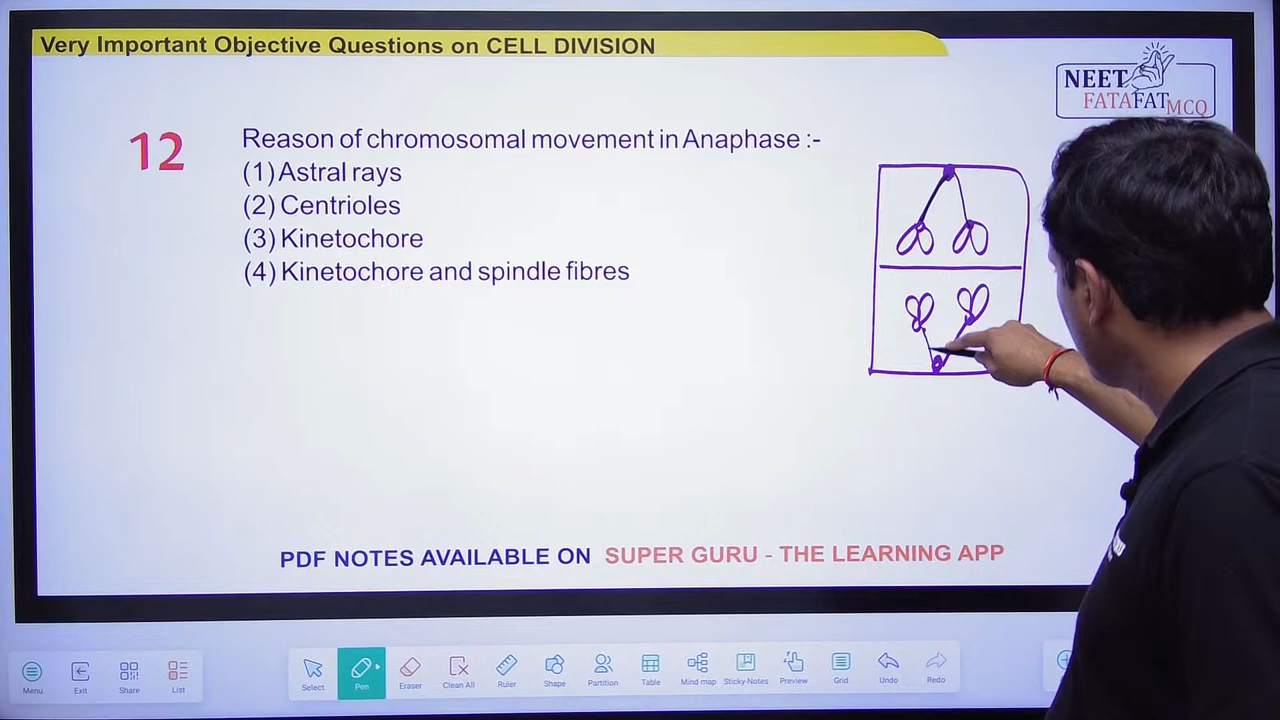 Very Important Objective Questions on CELL DIVISION
NEET
FATAFAT MCQ
12
Reason of chromosomal movement in Anaphase :-
(1) Astral rays
(2) Centrioles
(3) Kinetochore
(4) Kinetochore and spindle fibres
PDF NOTES AVAILABLE ON SUPER GURU - THE LEARNING APP
Menu Exit Share List Select Pen Eraser Clean All Ruler Shape Partition Table Mind map Sticky-Notes Preview Grid Undo Redo